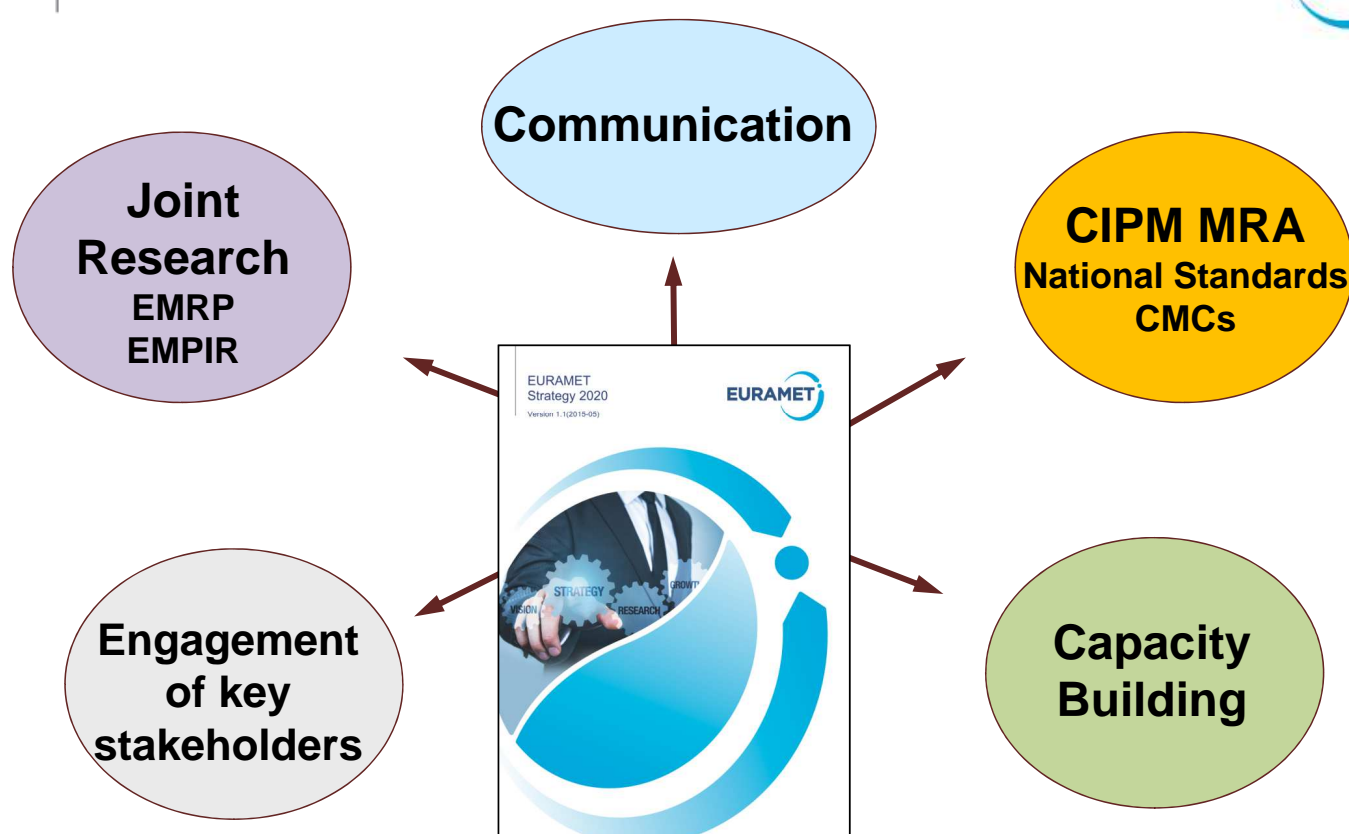 Communication
Joint
Research
EMRP
EMPIR
CIPM MRA
National Standards
CMCs
EURAMET
Strategy 2020
Version 1.1(2015-05)
EURAMET
VISION
STRATEGY
RESEARCH
GROWTH
Engagement
of key
stakeholders
Capacity
Building